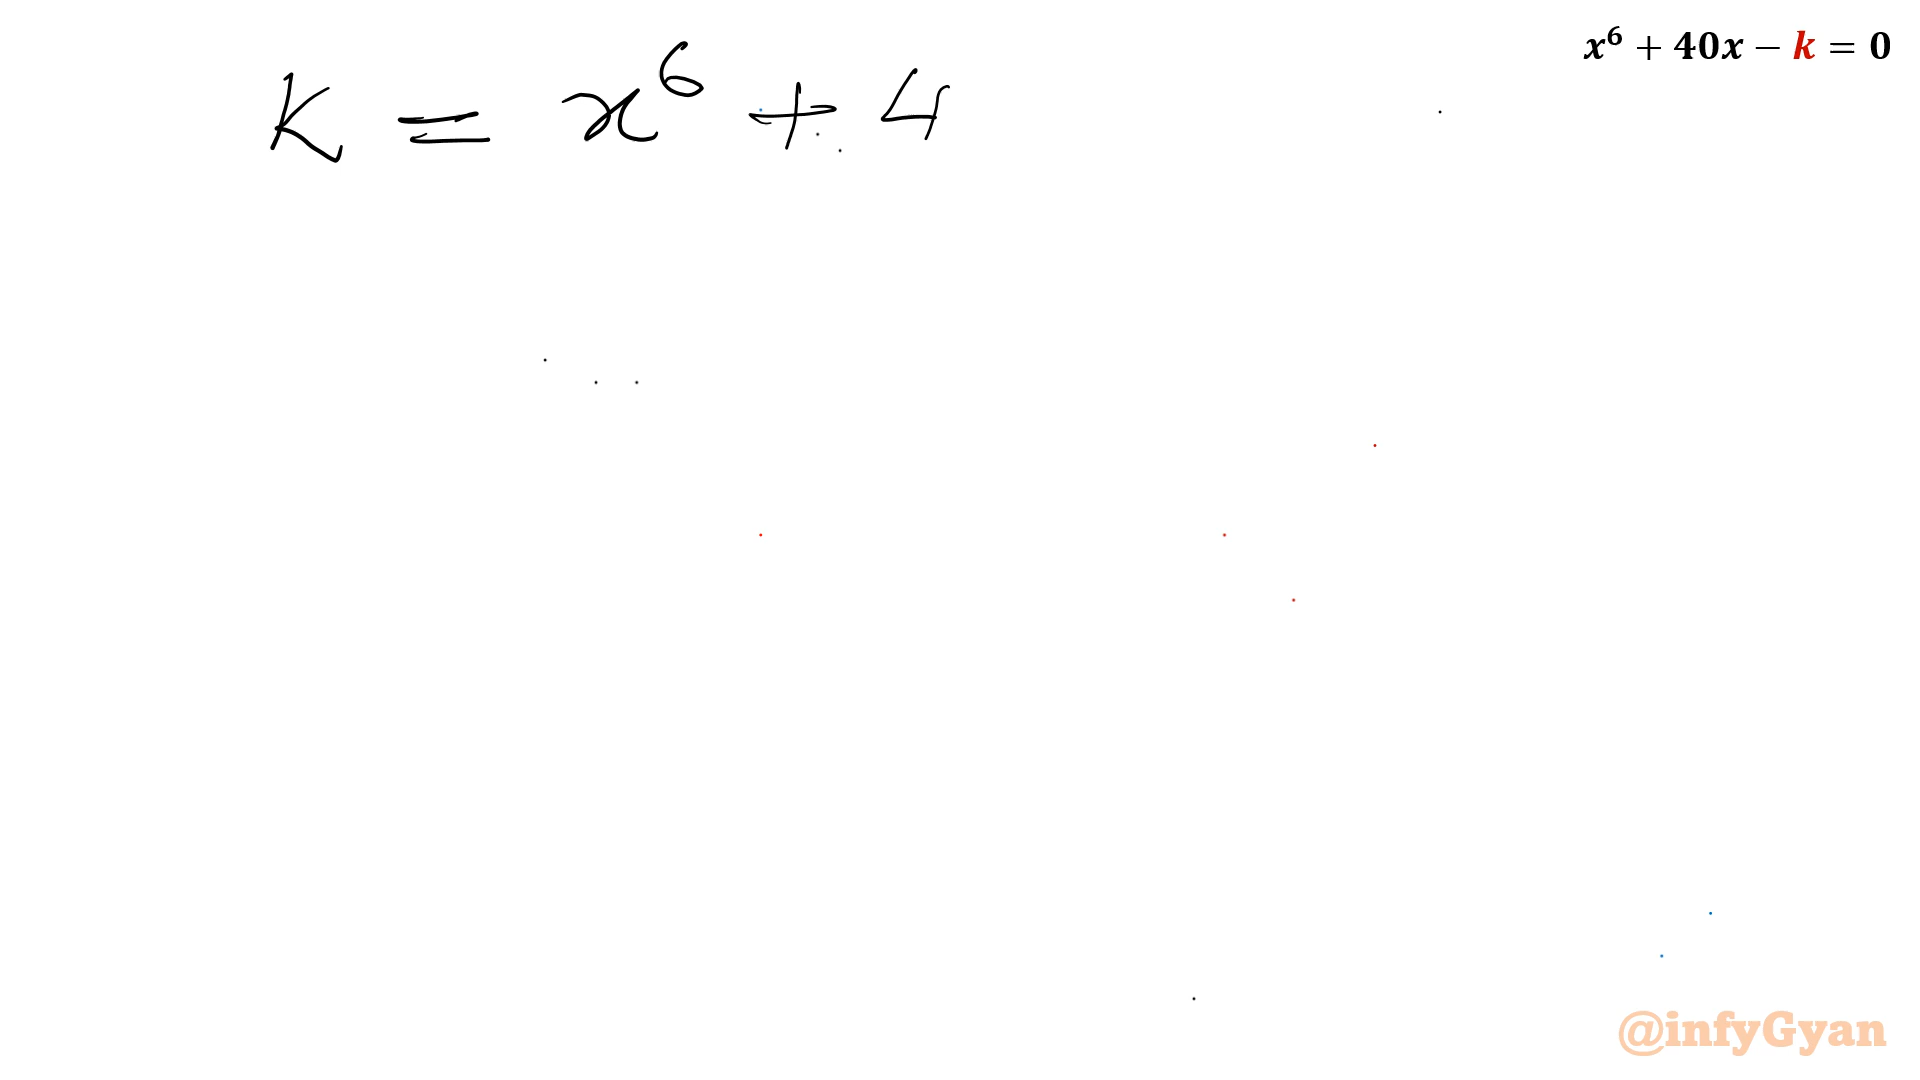 x⁶ + 40x − k = 0
K = x⁶ + 4
@infyGyan